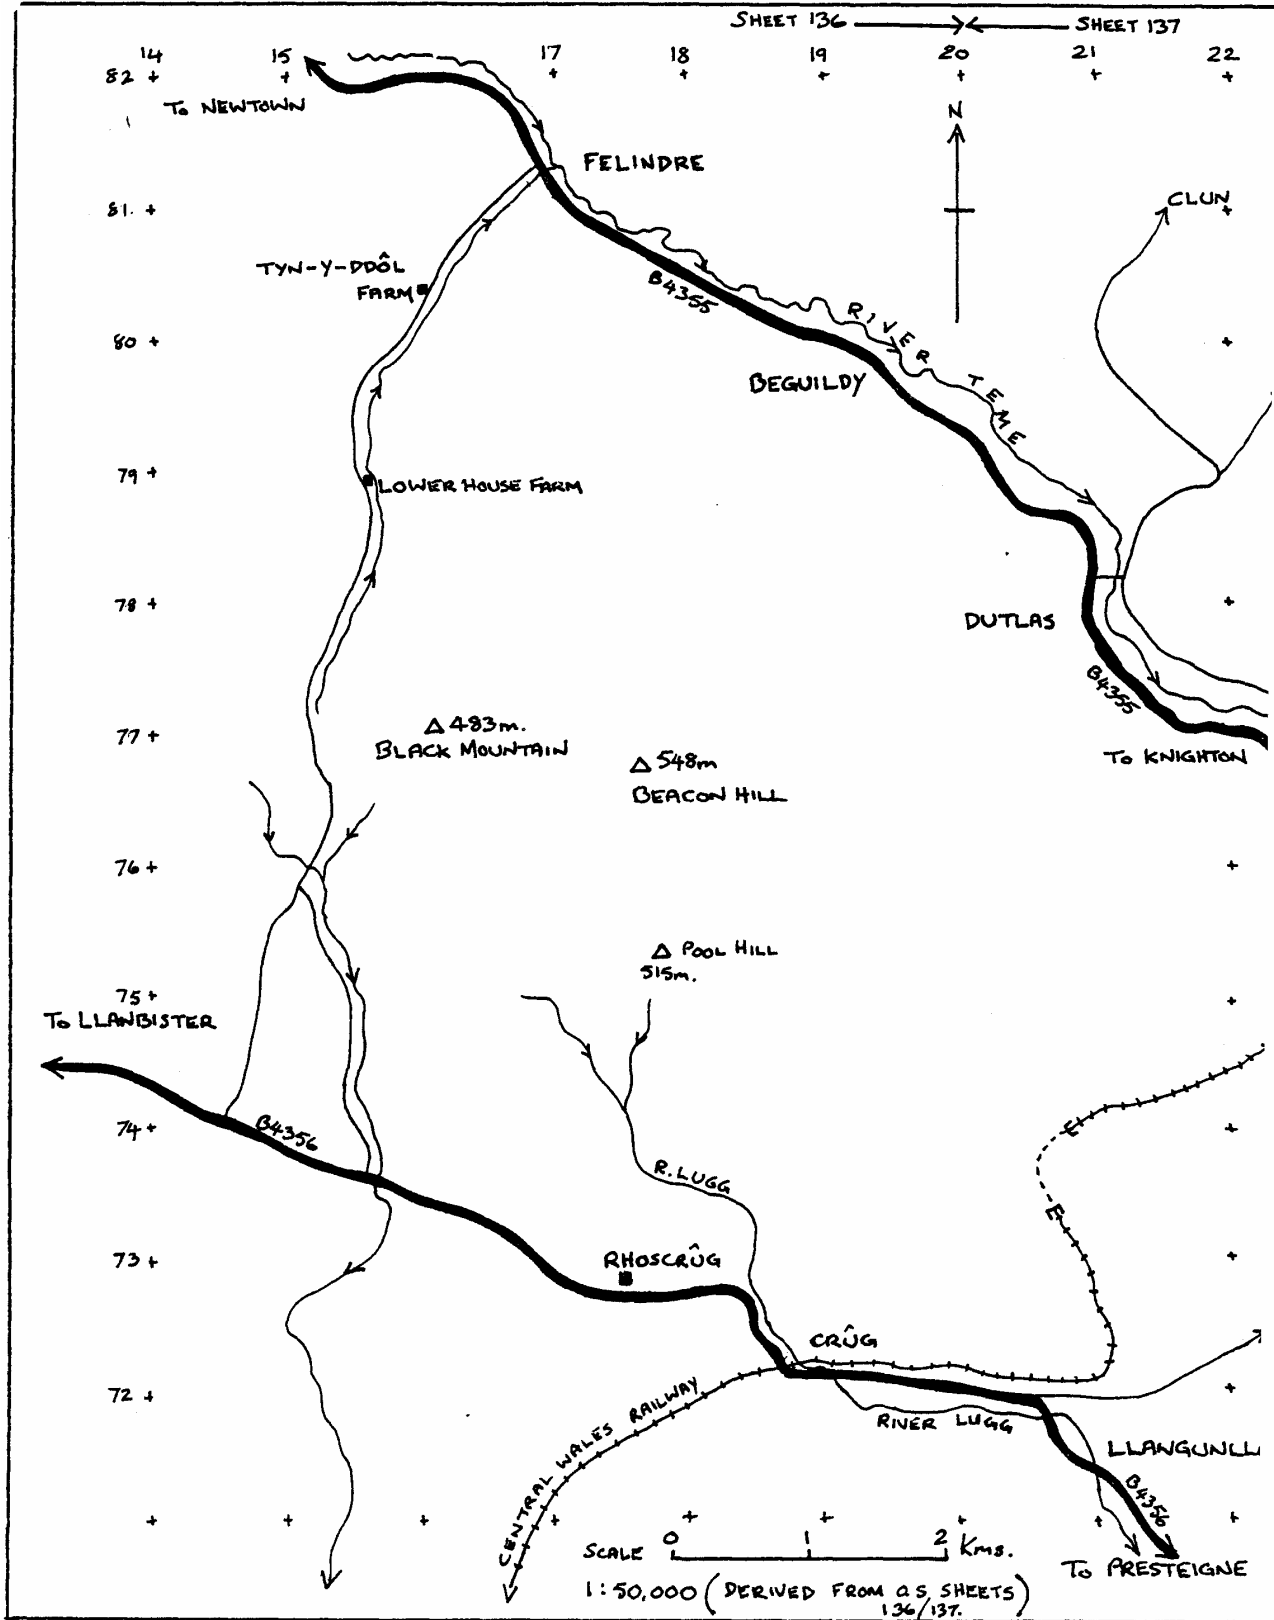 SHEET 136 SHEET 137
14 15 17 18 19 20 21 22
82
TO NEWTOWN
N
FELINDRE
81.
CLUN
TYN-Y-DDÔL
FARM
B4355
RIVER TEME
80
BEGUILDY
79
LOWER HOUSE FARM
78
DUTLAS
B4355
77
483m.
BLACK MOUNTAIN
548m
BEACON HILL
TO KNIGHTON
76
POOL HILL
515m.
75
TO LLANBISTER
74
B4356
R. LUGG
73
RHOSCRÛG
CRÛG
72
CENTRAL WALES RAILWAY
RIVER LUGG
LLANGUNLL
B4356
SCALE 0 1 2 Kms.
TO PRESTEIGNE
1:50,000 (DERIVED FROM O.S. SHEETS)
136/137.